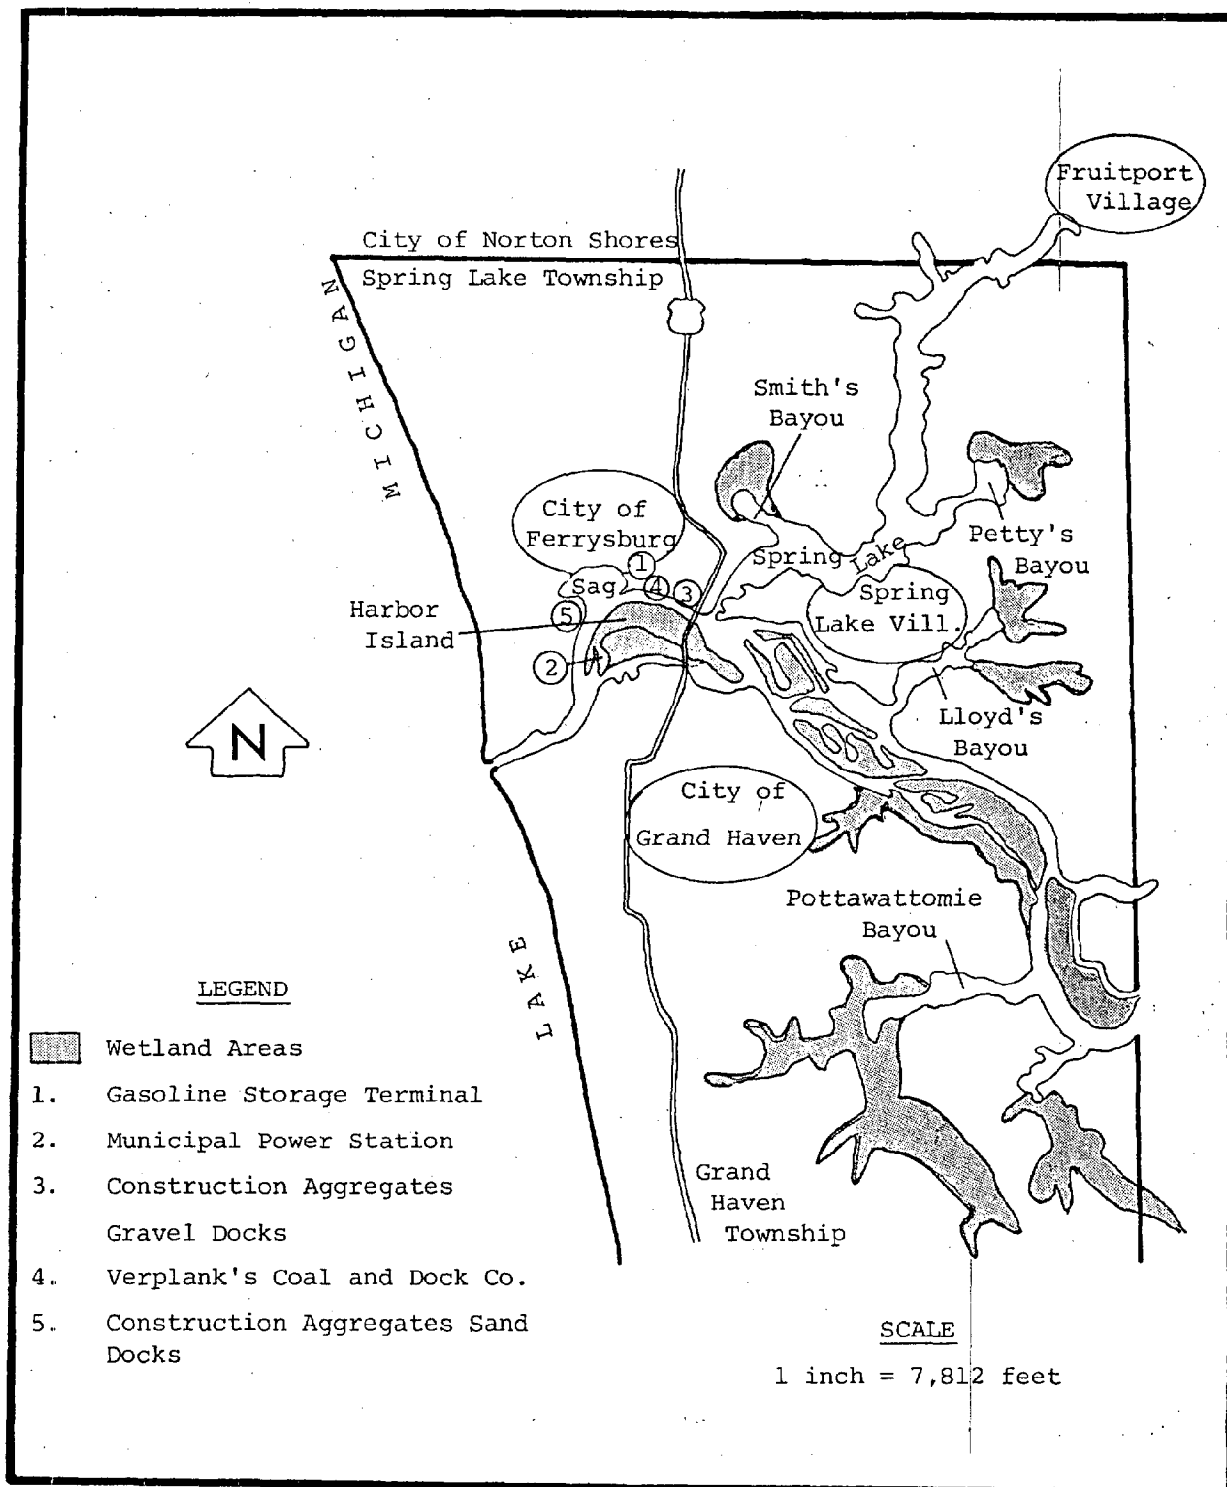 Fruitport
Village
City of Norton Shores
Spring Lake Township
MICHIGAN
Smith's
Bayou
City of
Ferrysburg
Petty's
Bayou
Spring Lake
1
Sag
4
3
Spring
Lake Vill.
Harbor
Island
5
2
N
Lloyd's
Bayou
City of
Grand Haven
Pottawattomie
Bayou
LAKE
LEGEND
Wetland Areas
1. Gasoline Storage Terminal
2. Municipal Power Station
3. Construction Aggregates
Gravel Docks
4. Verplank's Coal and Dock Co.
5. Construction Aggregates Sand
Docks
Grand
Haven
Township
SCALE
1 inch = 7,812 feet